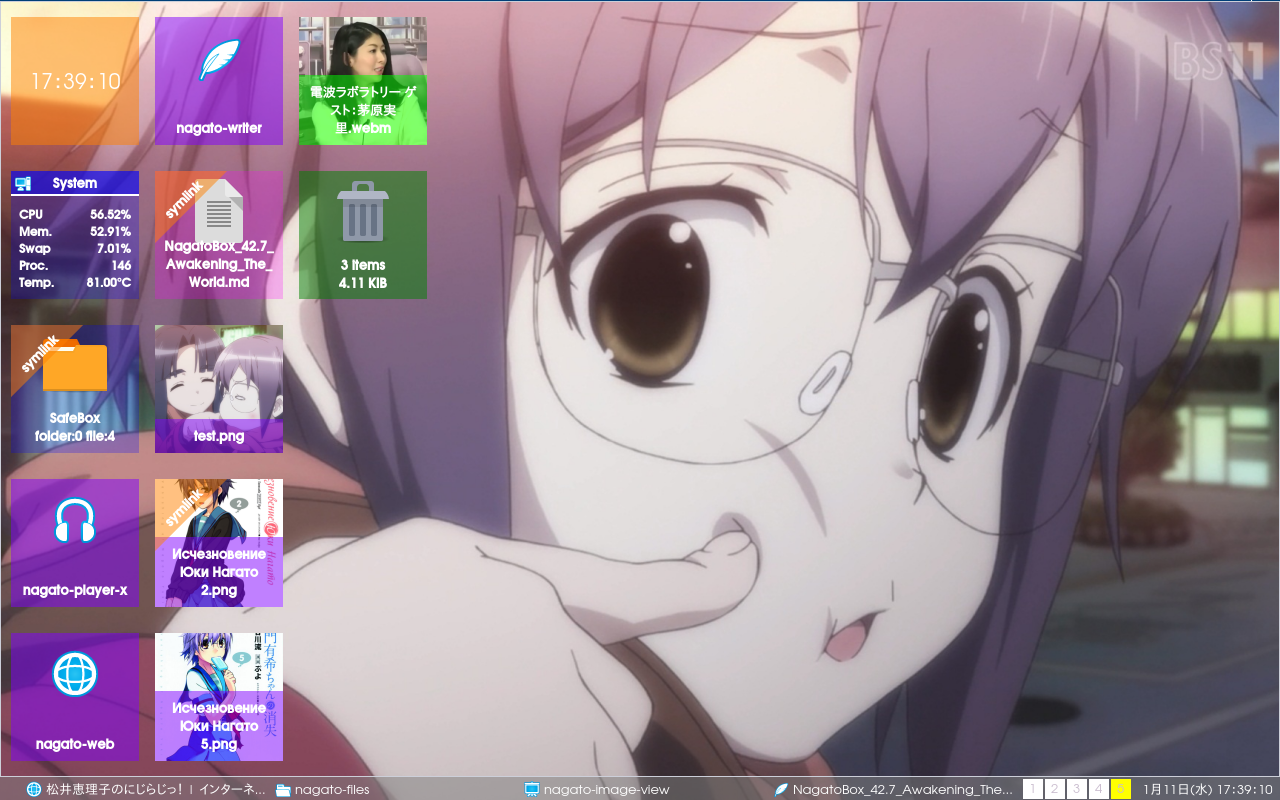 17:39:10
nagato-writer
電波ラボラトリー ゲ
スト：茅原実
里.webm
BS11
System
CPU 56.52%
Mem. 52.91%
Swap 7.01%
Proc. 146
Temp. 81.00°C
symlink
NagatoBox_42.7_
Awakening_The_
World.md
3 Items
4.11 KiB
symlink
SafeBox
folder:0 file:4
test.png
nagato-player-x
symlink
2
Исчезновение
Юки Нагато
2.png
nagato-web
5
Исчезновение
Юки Нагато
5.png
松井恵理子のにじらじっ！ | インターネ...
nagato-files
nagato-image-view
NagatoBox_42.7_Awakening_The...
1 2 3 4 5
1月11日(水) 17:39:10